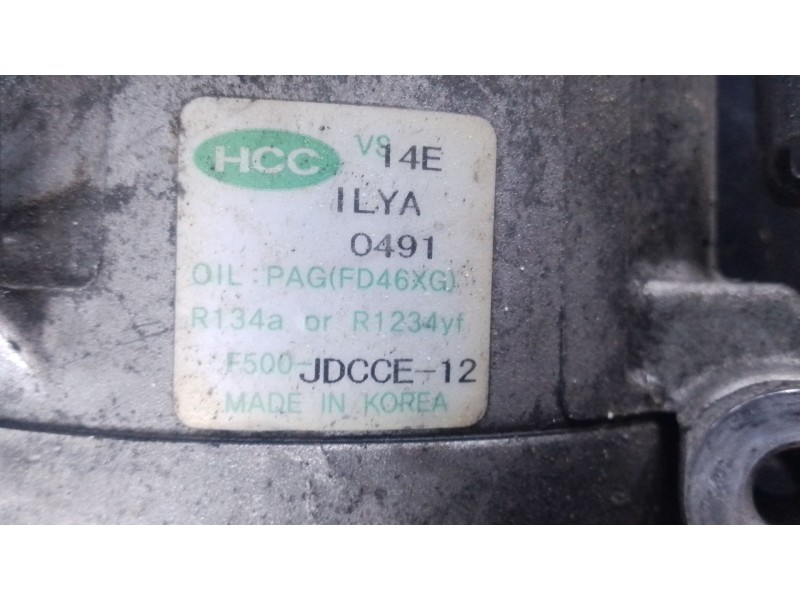 HCC VS 14E
ILYA
0491
OIL : PAG(FD46XG)
R134a or R1234yf
F500-JDCCE-12
MADE IN KOREA